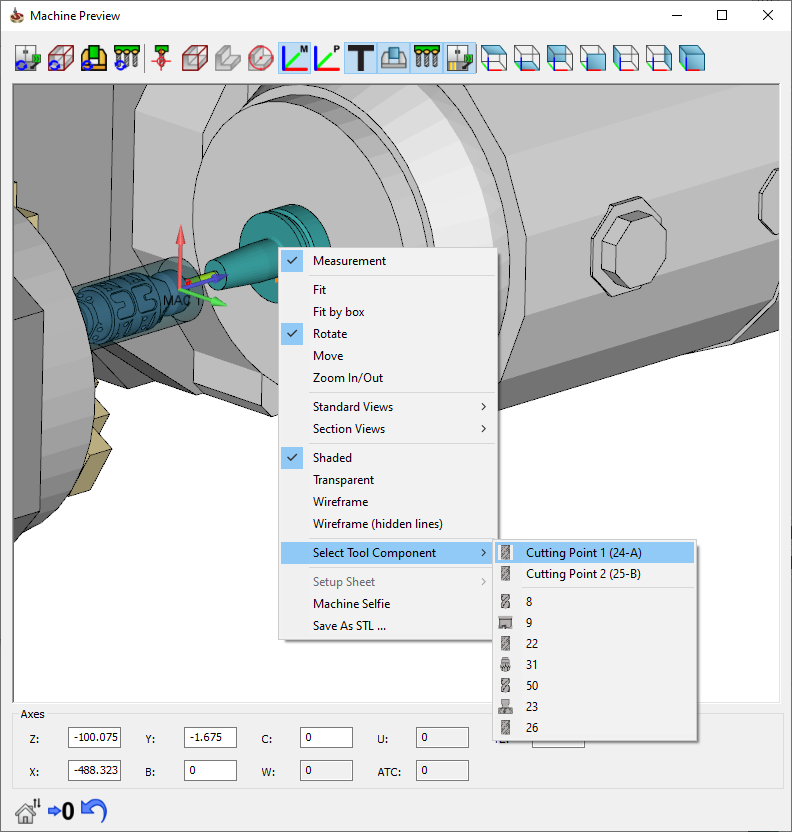 Machine Preview
M
P
T
MAC
Measurement
Fit
Fit by box
Rotate
Move
Zoom In/Out
Standard Views
Section Views
Shaded
Transparent
Wireframe
Wireframe (hidden lines)
Select Tool Component
Setup Sheet
Machine Selfie
Save As STL ...
Cutting Point 1 (24-A)
Cutting Point 2 (25-B)
8
9
22
31
50
23
26
Axes
Z: -100.075 Y: -1.675 C: 0 U: 0
X: -488.323 B: 0 W: 0 ATC: 0
0